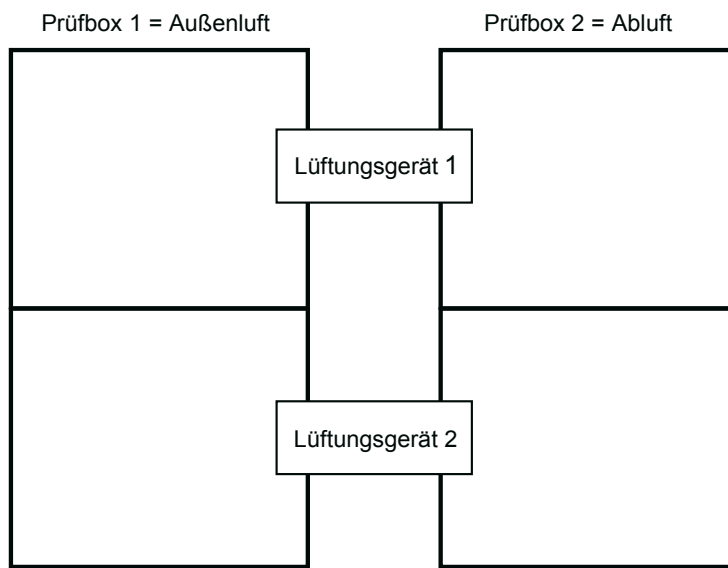 Prüfbox 1 = Außenluft
Prüfbox 2 = Abluft
Lüftungsgerät 1
Lüftungsgerät 2